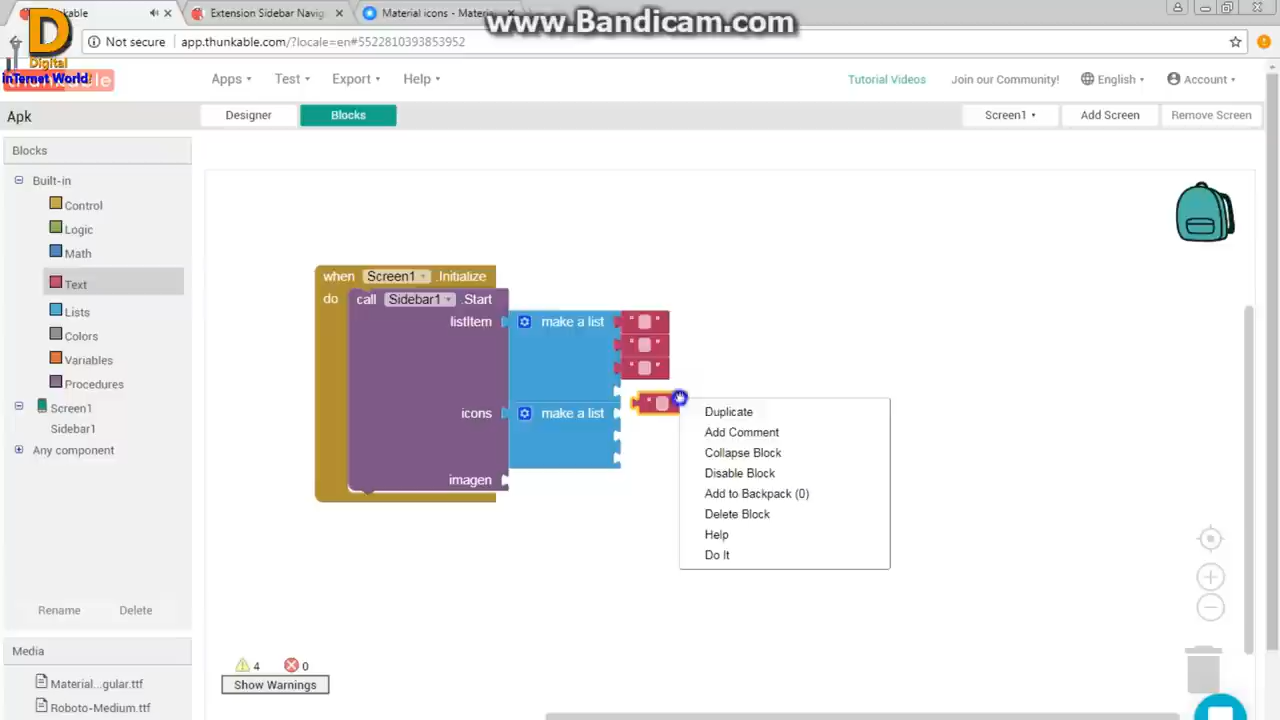 www.Bandicam.com
Extension Sidebar Navig
Material icons - Materia
Digital
inTernet World
Not secure
app.thunkable.com/?locale=en#5522810393853952
Apps
Test
Export
Help
Tutorial Videos
Join our Community!
English
Account
Apk
Designer
Blocks
Screen1
Add Screen
Remove Screen
Blocks
Built-in
Control
Logic
Math
Text
Lists
Colors
Variables
Procedures
Screen1
Sidebar1
Any component
Rename
Delete
Media
Material...gular.ttf
Roboto-Medium.ttf
when Screen1 .Initialize
do call Sidebar1 .Start
listItem make a list " "
" "
" "
" "
icons make a list
imagen
Duplicate
Add Comment
Collapse Block
Disable Block
Add to Backpack (0)
Delete Block
Help
Do It
4 0
Show Warnings